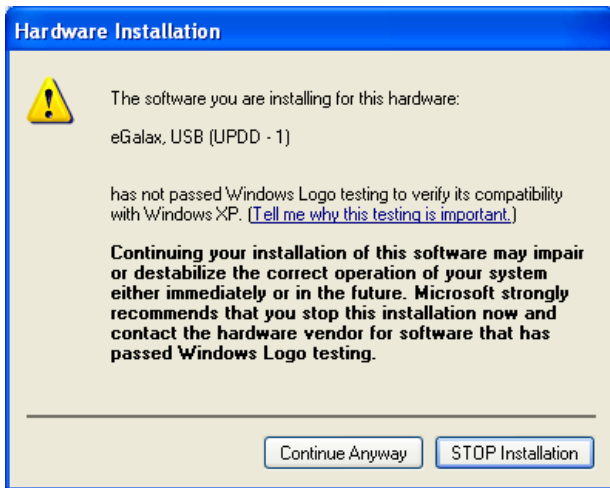 Hardware Installation
The software you are installing for this hardware:
eGalax, USB (UPDD - 1)
has not passed Windows Logo testing to verify its compatibility
with Windows XP. (Tell me why this testing is important.)
Continuing your installation of this software may impair
or destabilize the correct operation of your system
either immediately or in the future. Microsoft strongly
recommends that you stop this installation now and
contact the hardware vendor for software that has
passed Windows Logo testing.
Continue Anyway STOP Installation